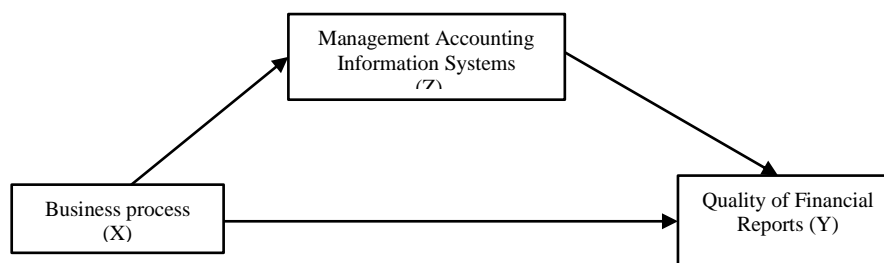 Management Accounting
Information Systems
(Z)
Business process
(X)
Quality of Financial
Reports (Y)